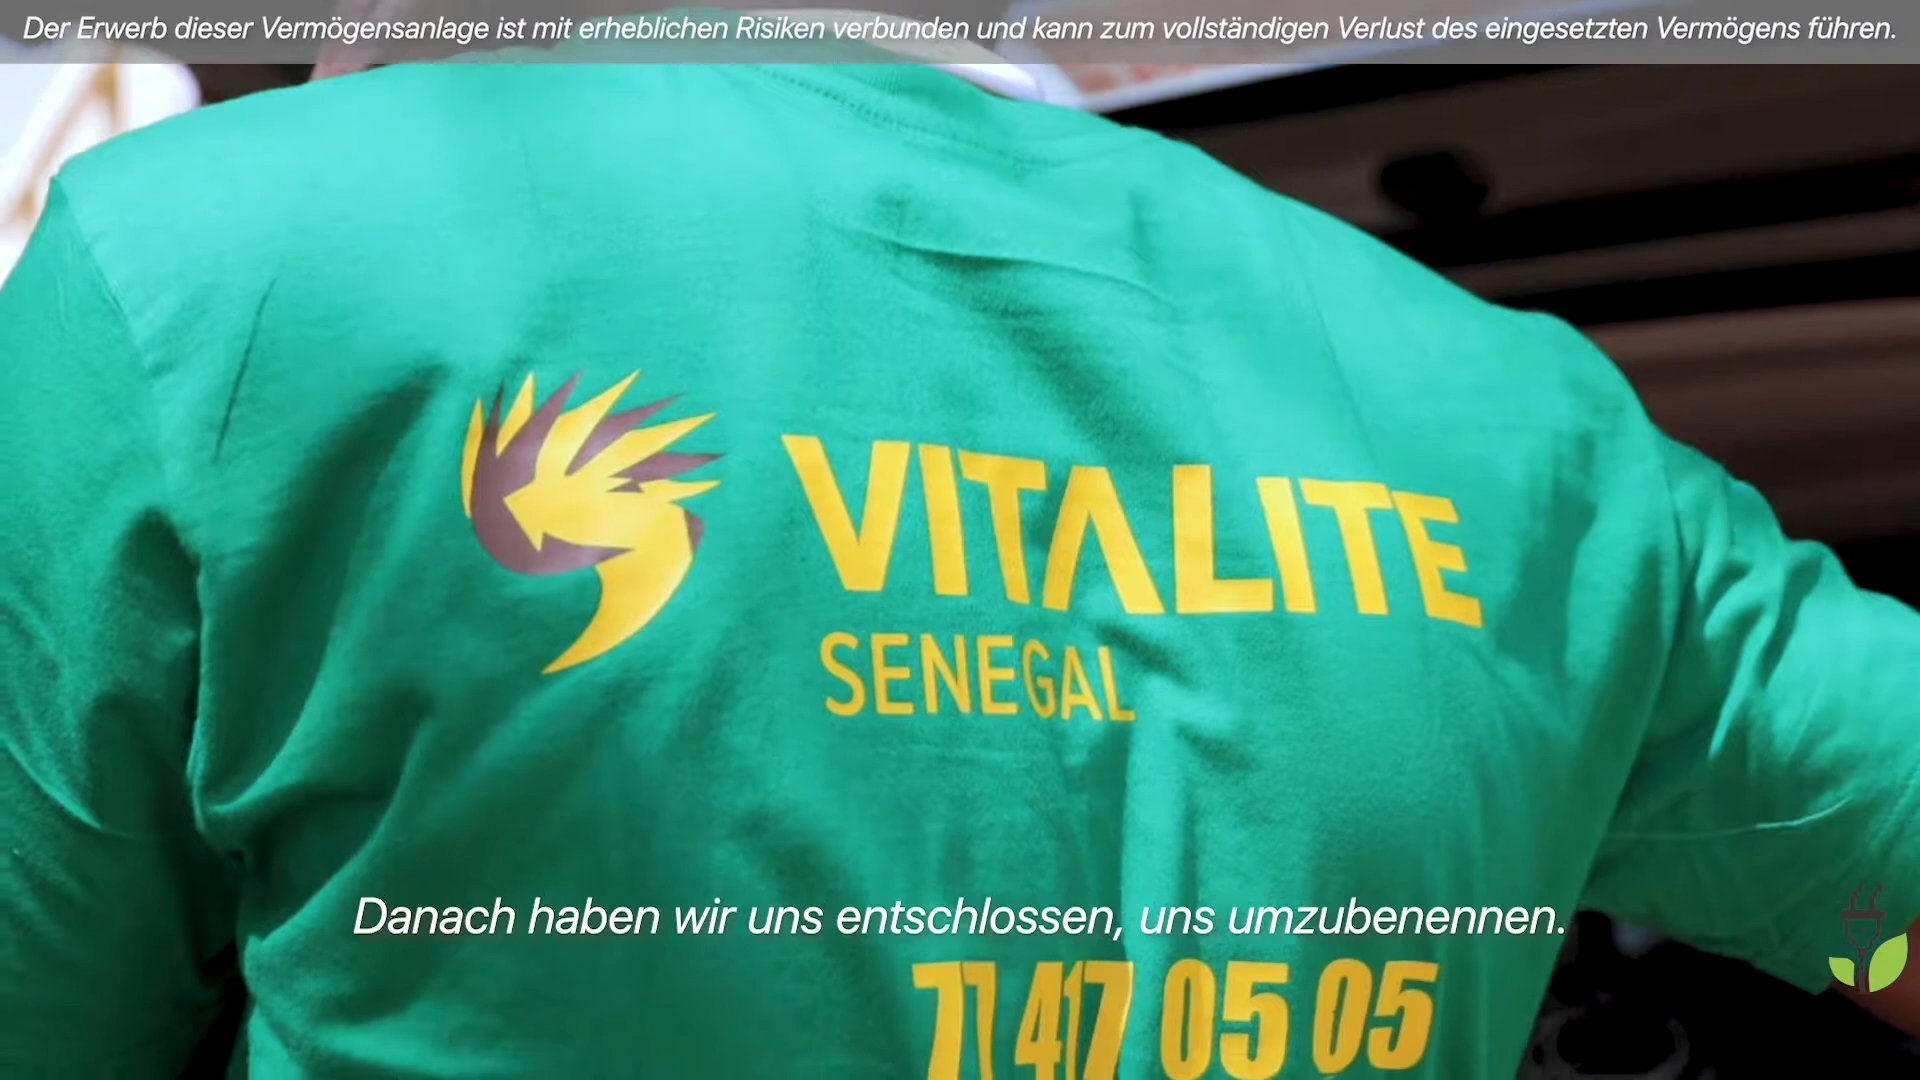 Der Erwerb dieser Vermögensanlage ist mit erheblichen Risiken verbunden und kann zum vollständigen Verlust des eingesetzten Vermögens führen.
VITALITE
SENEGAL
Danach haben wir uns entschlossen, uns umzubenennen.
77 417 05 05